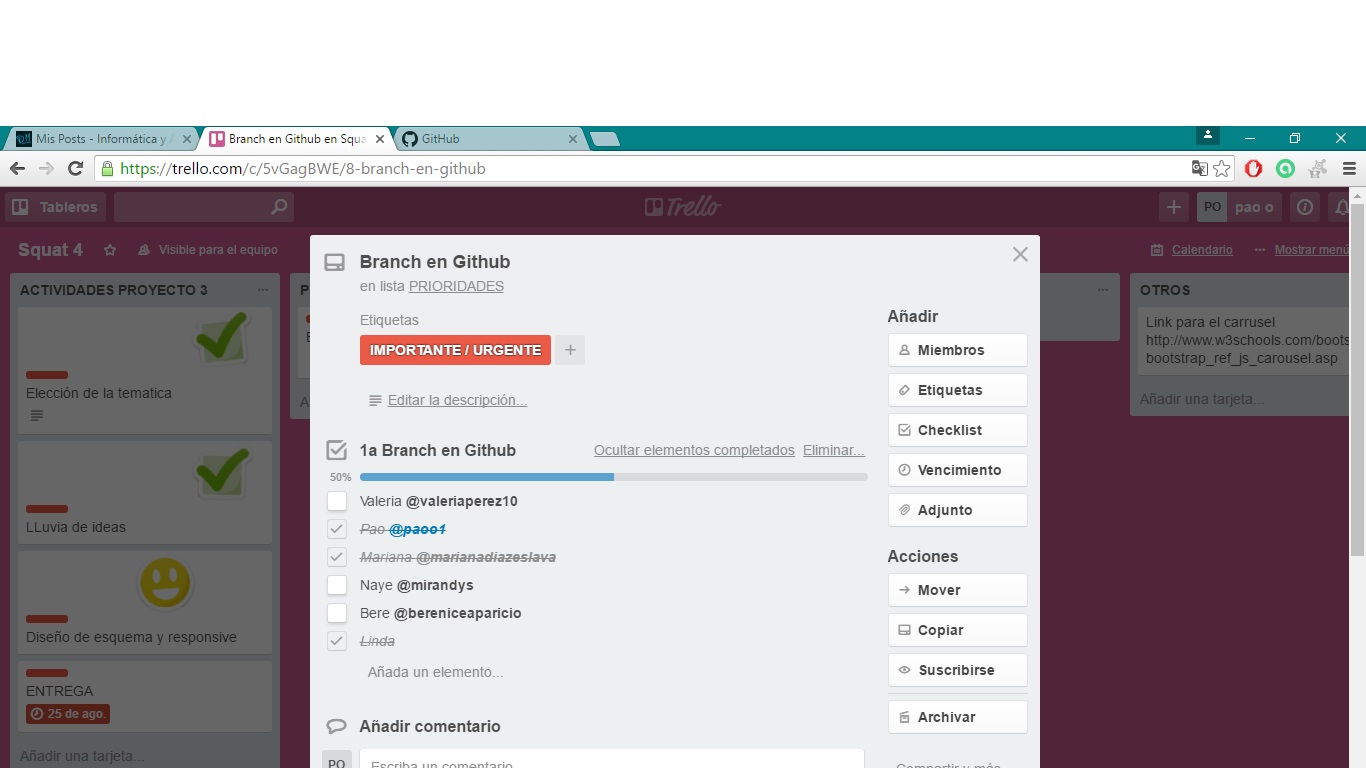 Mis Posts - Informática y A
Branch en Github en Squa
GitHub
https://trello.com/c/5vGagBWE/8-branch-en-github
Tableros
Trello
PO
pao o
Squat 4
Visible para el equipo
Calendario
Mostrar menú
ACTIVIDADES PROYECTO 3
Elección de la tematica
LLuvia de ideas
Diseño de esquema y responsive
ENTREGA
25 de ago.
Añadir una tarjeta...
Branch en Github
en lista PRIORIDADES
Etiquetas
IMPORTANTE / URGENTE
Editar la descripción...
1a Branch en Github
Ocultar elementos completados
Eliminar...
50%
Valeria @valeriaperez10
Pao @paoo1
Mariana @marianadiazeslava
Naye @mirandys
Bere @bereniceaparicio
Linda
Añada un elemento...
Añadir comentario
PO
Escriba un comentario
Añadir
Miembros
Etiquetas
Checklist
Vencimiento
Adjunto
Acciones
Mover
Copiar
Suscribirse
Archivar
Compartir y más
OTROS
Link para el carrusel
http://www.w3schools.com/boots
bootstrap_ref_js_carousel.asp
Añadir una tarjeta...